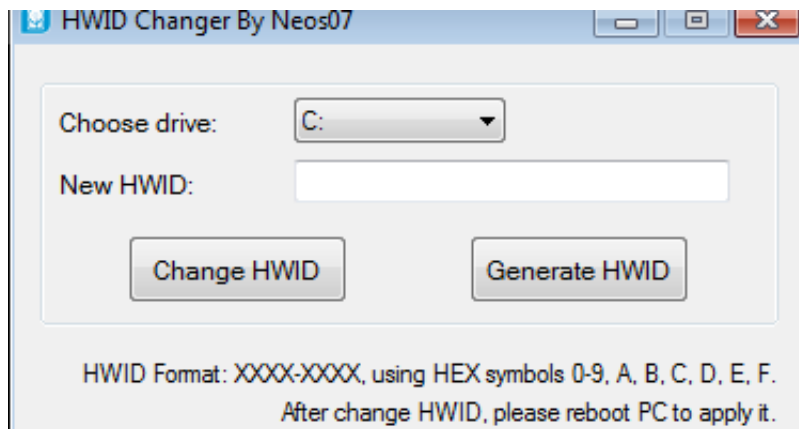 HWID Changer By Neos07
Choose drive: C:
New HWID:
Change HWID Generate HWID
HWID Format: XXXX-XXXX, using HEX symbols 0-9, A, B, C, D, E, F.
After change HWID, please reboot PC to apply it.